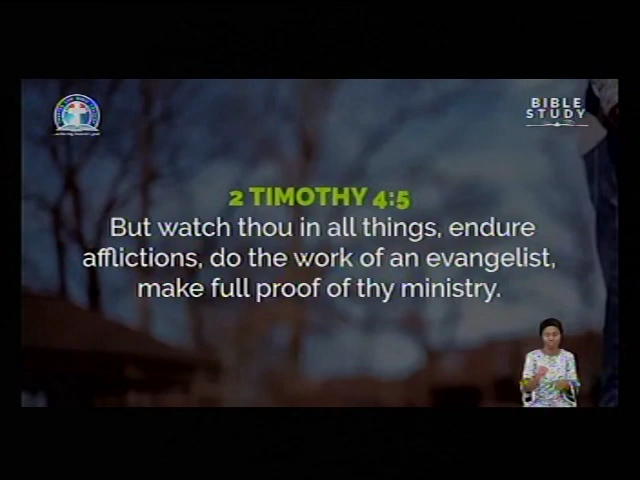 BIBLE
STUDY
2 TIMOTHY 4:5
But watch thou in all things, endure
afflictions, do the work of an evangelist,
make full proof of thy ministry.